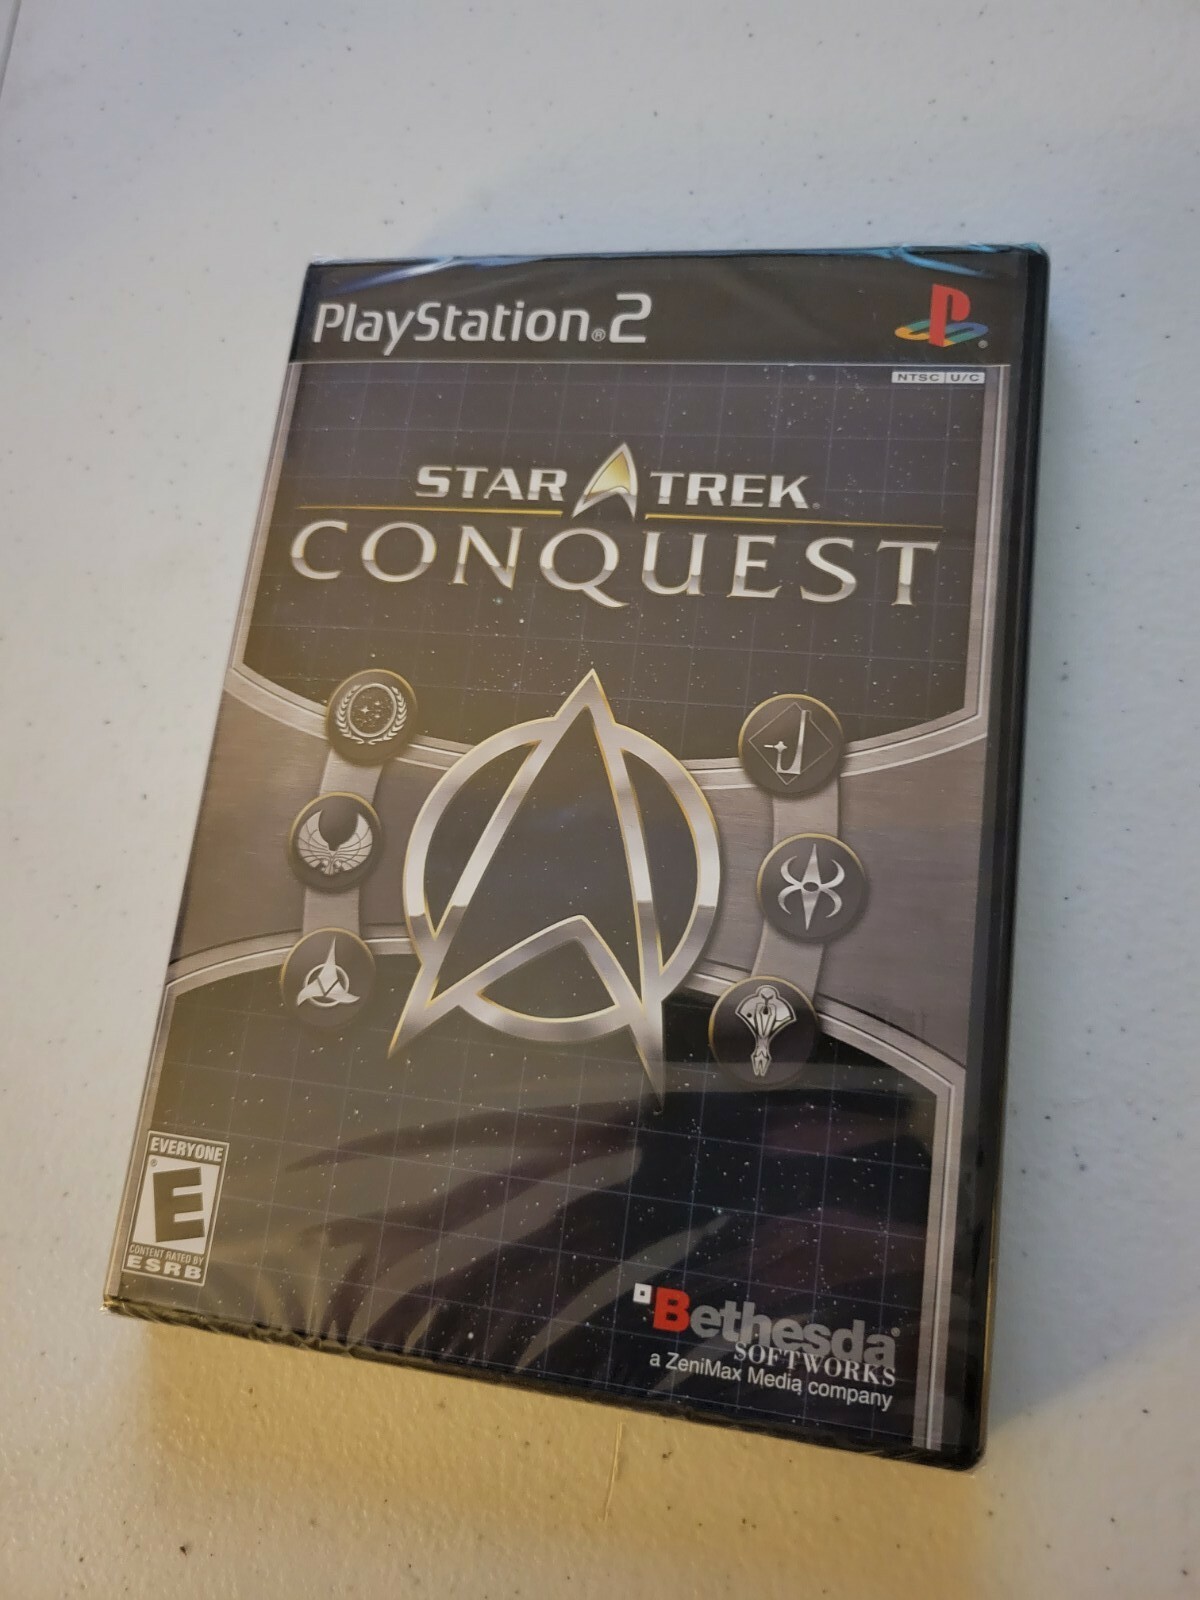 PlayStation®2
NTSC U/C
STAR TREK®
CONQUEST
EVERYONE
E®
CONTENT RATED BY
ESRB
Bethesda®
SOFTWORKS
a ZeniMax Media company